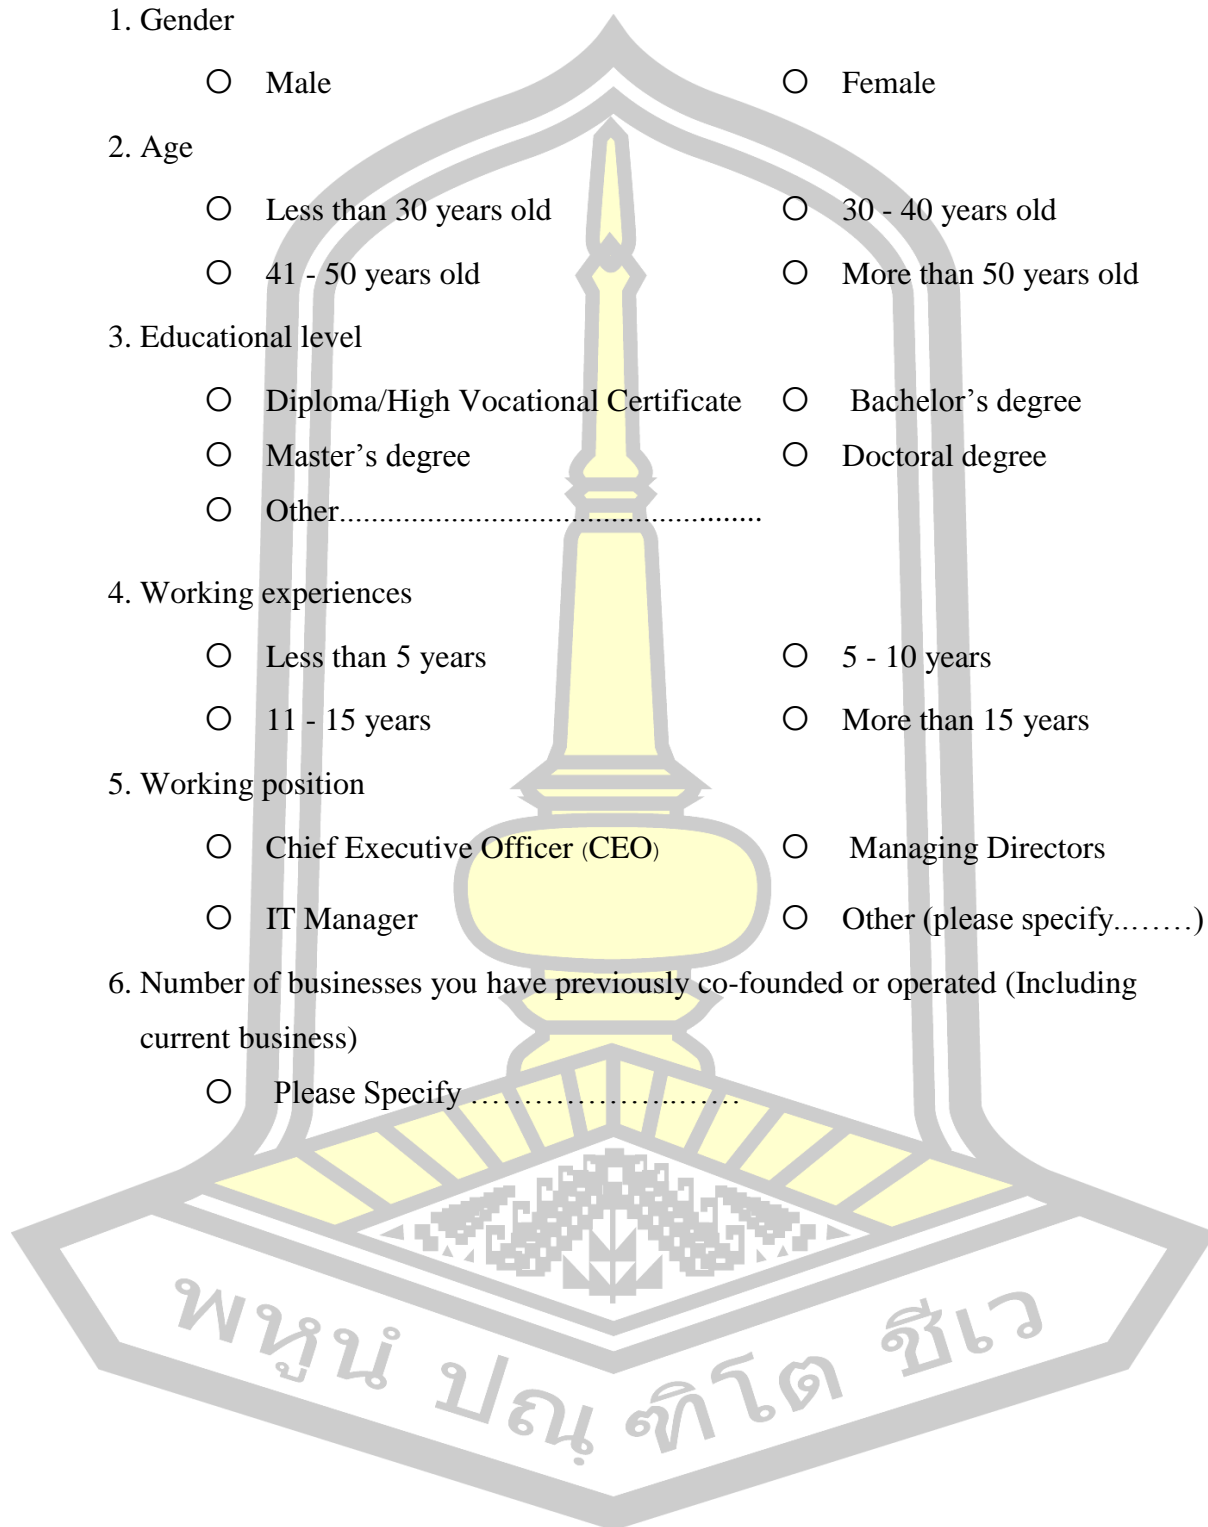 1. Gender
○ Male ○ Female
2. Age
○ Less than 30 years old ○ 30 - 40 years old
○ 41 - 50 years old ○ More than 50 years old
3. Educational level
○ Diploma/High Vocational Certificate ○ Bachelor’s degree
○ Master’s degree ○ Doctoral degree
○ Other.....................................................
4. Working experiences
○ Less than 5 years ○ 5 - 10 years
○ 11 - 15 years ○ More than 15 years
5. Working position
○ Chief Executive Officer (CEO) ○ Managing Directors
○ IT Manager ○ Other (please specify.........)
6. Number of businesses you have previously co-founded or operated (Including
current business)
○ Please Specify ..............................
พหูนํ ปณฺฑิโต ชีเว